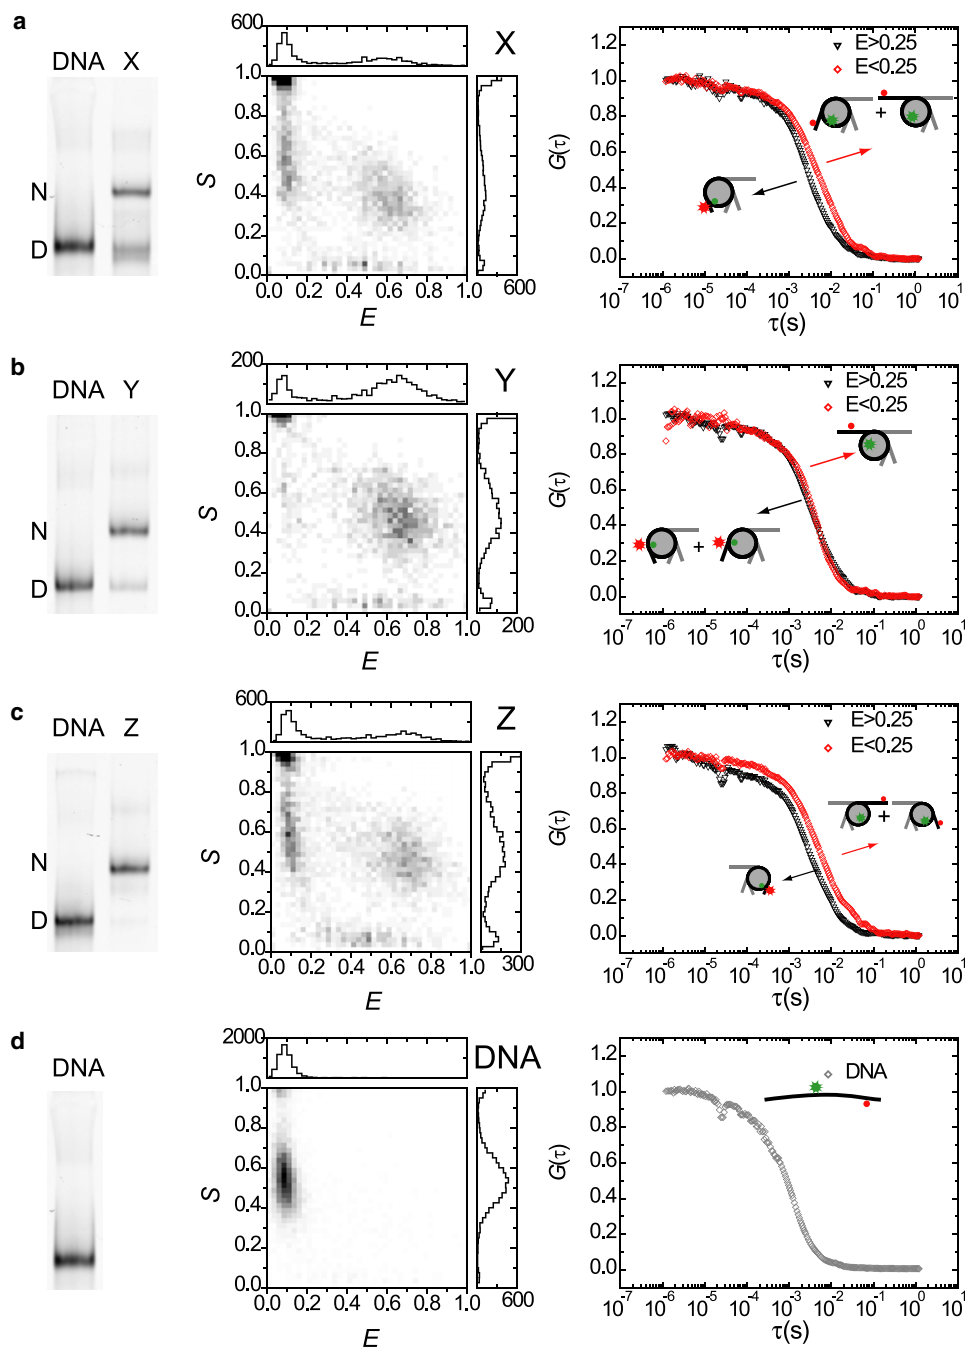 a
DNA X
N
D
600
X
1.0
0.8
0.6
0.4
0.2
0.0
S
0.0 0.2 0.4 0.6 0.8 1.0
E
600
1.2
1.0
0.8
0.6
0.4
0.2
0.0
G(τ)
E>0.25
E<0.25
+
10⁻⁷ 10⁻⁶ 10⁻⁵ 10⁻⁴ 10⁻³ 10⁻² 10⁻¹ 10⁰ 10¹
τ(s)
b
DNA Y
N
D
200
Y
1.0
0.8
0.6
0.4
0.2
0.0
S
0.0 0.2 0.4 0.6 0.8 1.0
E
200
1.2
1.0
0.8
0.6
0.4
0.2
0.0
G(τ)
E>0.25
E<0.25
+
10⁻⁷ 10⁻⁶ 10⁻⁵ 10⁻⁴ 10⁻³ 10⁻² 10⁻¹ 10⁰ 10¹
τ(s)
c
DNA Z
N
D
600
Z
1.0
0.8
0.6
0.4
0.2
0.0
S
0.0 0.2 0.4 0.6 0.8 1.0
E
300
1.2
1.0
0.8
0.6
0.4
0.2
0.0
G(τ)
E>0.25
E<0.25
+
10⁻⁷ 10⁻⁶ 10⁻⁵ 10⁻⁴ 10⁻³ 10⁻² 10⁻¹ 10⁰ 10¹
τ(s)
d
DNA
2000
DNA
1.0
0.8
0.6
0.4
0.2
0.0
S
0.0 0.2 0.4 0.6 0.8 1.0
E
600
1.2
1.0
0.8
0.6
0.4
0.2
0.0
G(τ)
DNA
10⁻⁷ 10⁻⁶ 10⁻⁵ 10⁻⁴ 10⁻³ 10⁻² 10⁻¹ 10⁰ 10¹
τ(s)